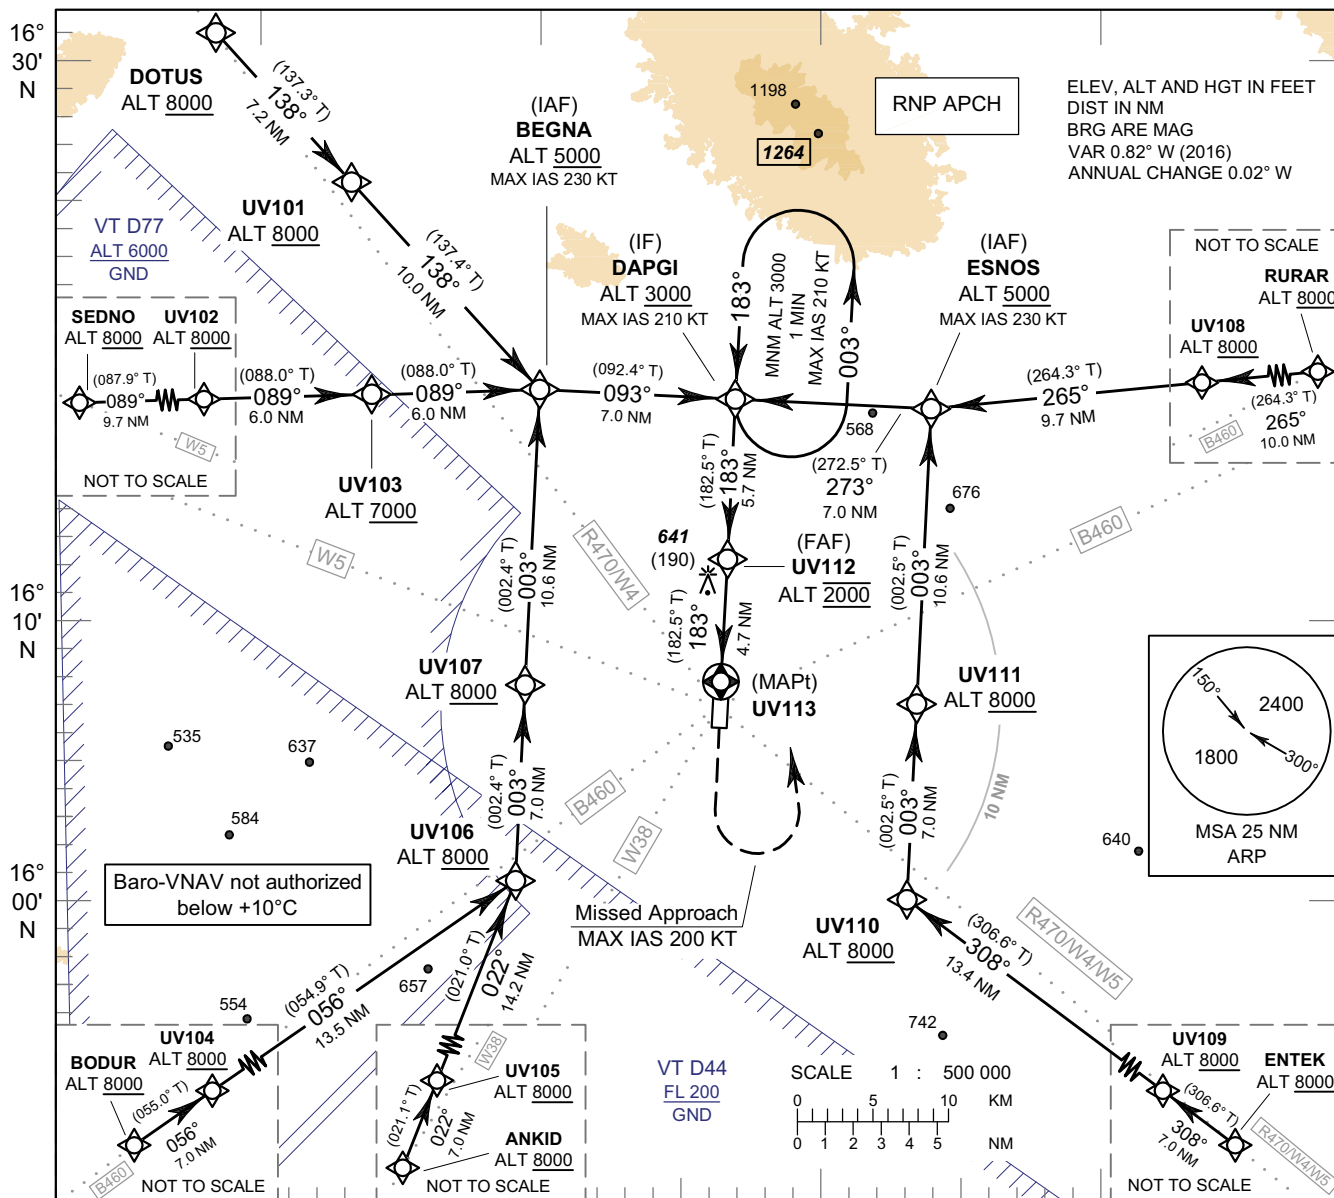 16°
30'
N
DOTUS
ALT 8000
(137.3° T)
138°
7.2 NM
(IAF)
BEGNA
ALT 5000
MAX IAS 230 KT
1198
1264
RNP APCH
ELEV, ALT AND HGT IN FEET
DIST IN NM
BRG ARE MAG
VAR 0.82° W (2016)
ANNUAL CHANGE 0.02° W
UV101
ALT 8000
VT D77
ALT 6000
GND
(137.4° T)
138°
10.0 NM
(IF)
DAPGI
ALT 3000
MAX IAS 210 KT
183°
MNM ALT 3000
1 MIN
MAX IAS 210 KT
003°
(IAF)
ESNOS
ALT 5000
MAX IAS 230 KT
NOT TO SCALE
RURAR
ALT 8000
UV108
ALT 8000
SEDNO
ALT 8000
UV102
ALT 8000
(087.9° T)
089°
9.7 NM
(088.0° T)
089°
6.0 NM
(088.0° T)
089°
6.0 NM
(092.4° T)
093°
7.0 NM
(264.3° T)
265°
9.7 NM
(264.3° T)
265°
10.0 NM
W5
B460
NOT TO SCALE
UV103
ALT 7000
568
(272.5° T)
273°
7.0 NM
676
(182.5° T)
183°
5.7 NM
W5
R470/W4
B460
641
(190)
(FAF)
UV112
ALT 2000
(002.4° T)
003°
10.6 NM
(002.5° T)
003°
10.6 NM
16°
10'
N
(182.5° T)
183°
4.7 NM
UV107
ALT 8000
(MAPt)
UV113
UV111
ALT 8000
150°
2400
1800
300°
MSA 25 NM
ARP
535
637
584
(002.4° T)
003°
7.0 NM
B460
W38
(002.5° T)
003°
7.0 NM
10 NM
640
UV106
ALT 8000
16°
00'
N
Baro-VNAV not authorized
below +10°C
Missed Approach
MAX IAS 200 KT
UV110
ALT 8000
R470/W4/W5
(306.6° T)
308°
13.4 NM
(054.9° T)
056°
13.5 NM
657
(021.0° T)
022°
14.2 NM
554
742
BODUR
ALT 8000
UV104
ALT 8000
(055.0° T)
056°
7.0 NM
B460
NOT TO SCALE
W38
UV105
ALT 8000
(021.1° T)
022°
7.0 NM
ANKID
ALT 8000
NOT TO SCALE
VT D44
FL 200
GND
SCALE 1 : 500 000
0 5 10 KM
0 1 2 3 4 5 NM
UV109
ALT 8000
ENTEK
ALT 8000
(306.6° T)
308°
7.0 NM
R470/W4/W5
NOT TO SCALE